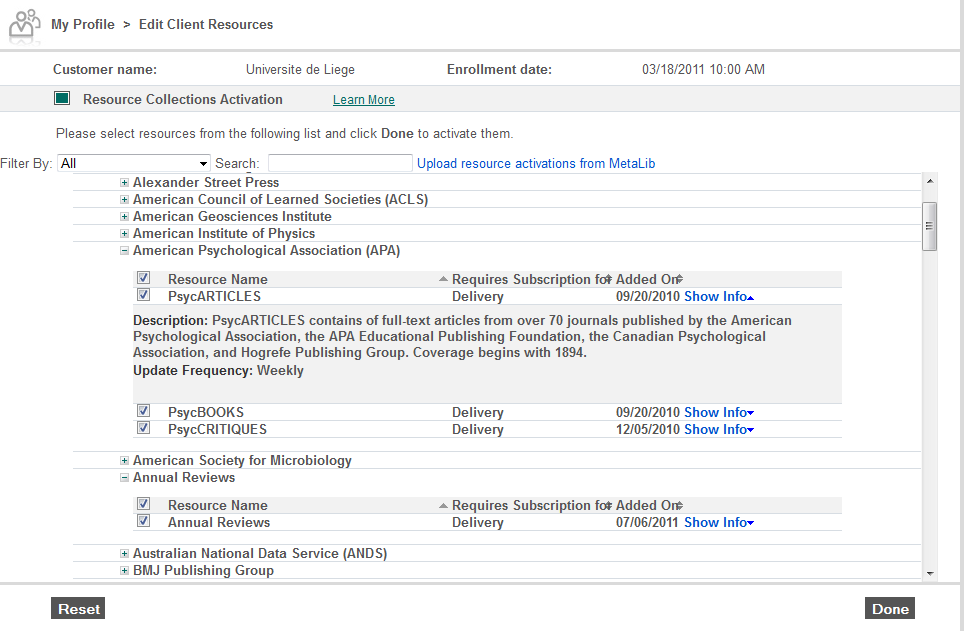 My Profile > Edit Client Resources
Customer name: Universite de Liege Enrollment date: 03/18/2011 10:00 AM
Resource Collections Activation Learn More
Please select resources from the following list and click Done to activate them.
Filter By: All Search: Upload resource activations from MetaLib
Alexander Street Press
American Council of Learned Societies (ACLS)
American Geosciences Institute
American Institute of Physics
American Psychological Association (APA)
Resource Name Requires Subscription for Added On
PsycARTICLES Delivery 09/20/2010 Show Info
Description: PsycARTICLES contains of full-text articles from over 70 journals published by the American
Psychological Association, the APA Educational Publishing Foundation, the Canadian Psychological
Association, and Hogrefe Publishing Group. Coverage begins with 1894.
Update Frequency: Weekly
PsycBOOKS Delivery 09/20/2010 Show Info
PsycCRITIQUES Delivery 12/05/2010 Show Info
American Society for Microbiology
Annual Reviews
Resource Name Requires Subscription for Added On
Annual Reviews Delivery 07/06/2011 Show Info
Australian National Data Service (ANDS)
BMJ Publishing Group
Reset Done